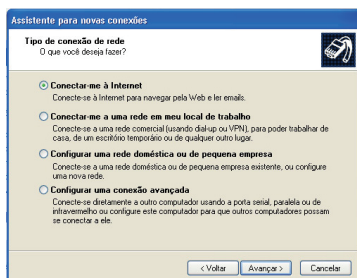 Assistente para novas conexões
Tipo de conexão de rede
O que você deseja fazer?
Conectar-me à Internet
Conecte-se à Internet para navegar pela Web e ler emails.
Conectar-me a uma rede em meu local de trabalho
Conecte-se a uma rede comercial (usando dial-up ou VPN), para poder trabalhar de
casa, de um escritório temporário ou de qualquer outro lugar.
Configurar uma rede doméstica ou de pequena empresa
Conecte-se a uma rede doméstica ou de pequena empresa existente, ou configure
uma nova rede.
Configurar uma conexão avançada
Conecte-se diretamente a outro computador usando a porta serial, paralela ou de
infravermelho ou configure este computador para que outros computadores possam
se conectar a ele.
< Voltar Avançar > Cancelar